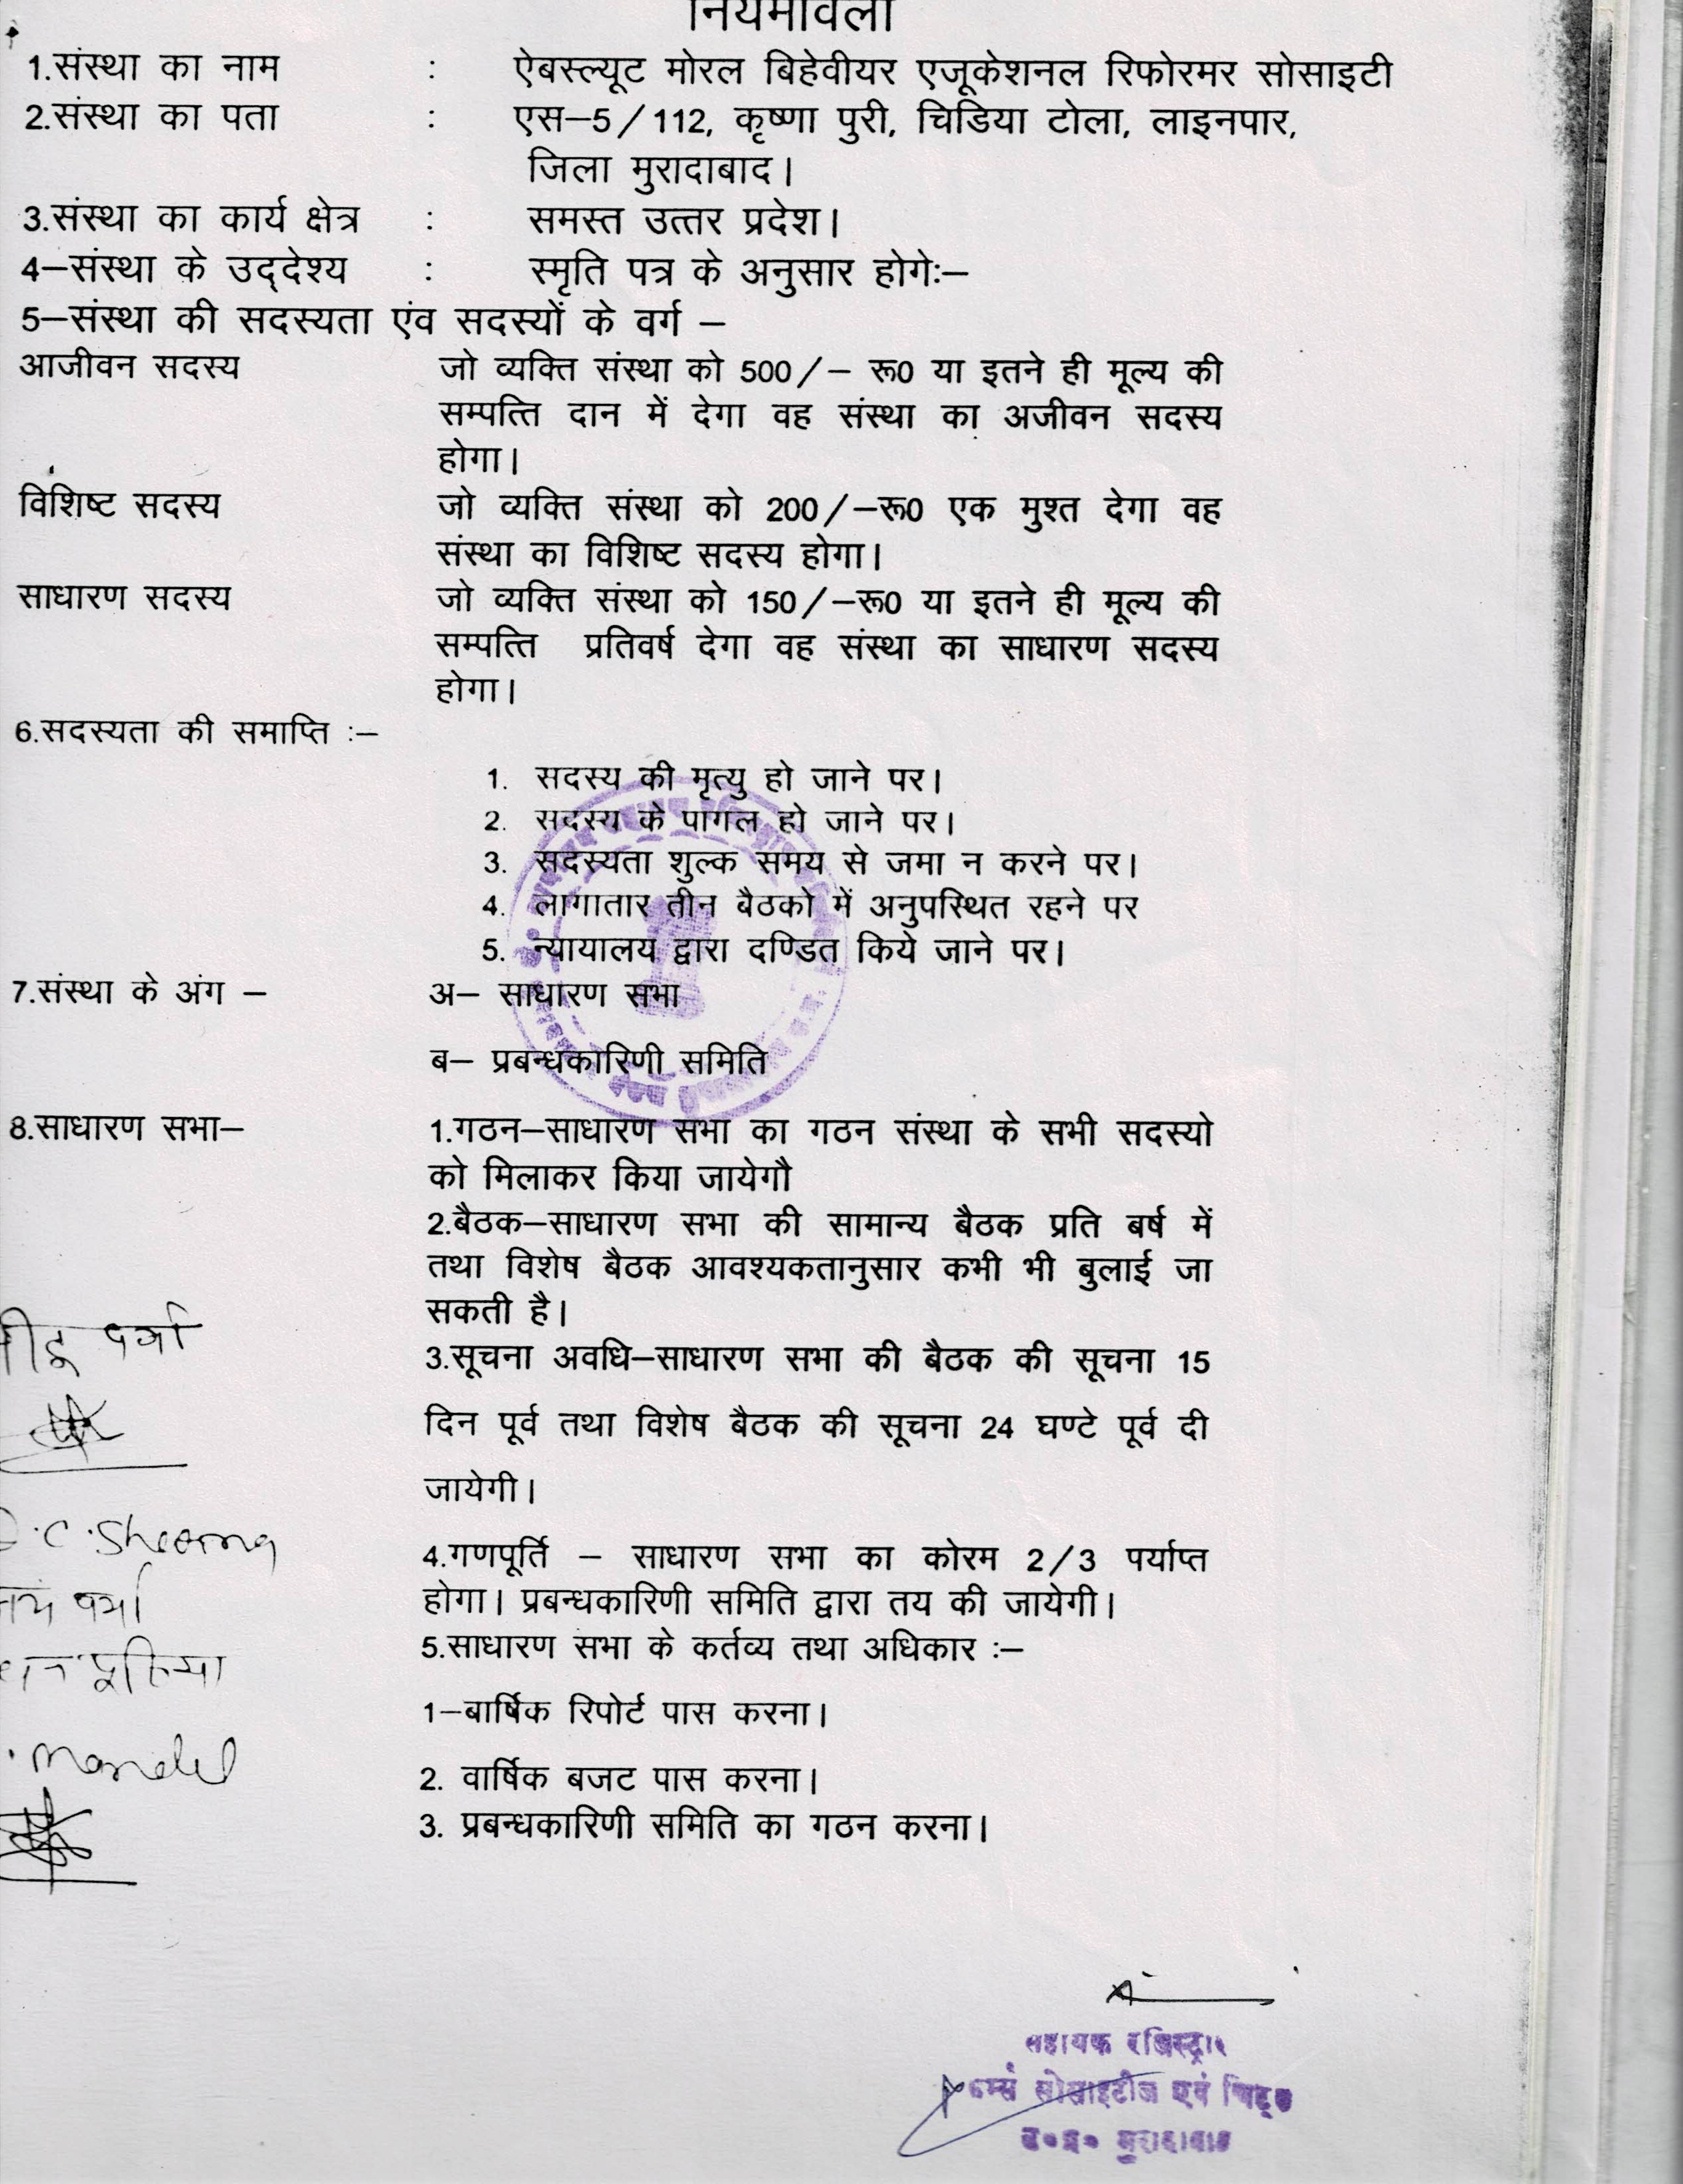 नियमावली
1.संस्था का नाम : ऐबस्ल्यूट मोरल बिहेवीयर एजूकेशनल रिफोरमर सोसाइटी
2.संस्था का पता : एस–5/112, कृष्णा पुरी, चिडिया टोला, लाइनपार,
जिला मुरादाबाद।
3.संस्था का कार्य क्षेत्र : समस्त उत्तर प्रदेश।
4–संस्था के उद्देश्य : स्मृति पत्र के अनुसार होगेः–
5–संस्था की सदस्यता एंव सदस्यों के वर्ग –
आजीवन सदस्य जो व्यक्ति संस्था को 500/– रू0 या इतने ही मूल्य की
सम्पत्ति दान में देगा वह संस्था का अजीवन सदस्य
होगा।
विशिष्ट सदस्य जो व्यक्ति संस्था को 200/–रू0 एक मुश्त देगा वह
संस्था का विशिष्ट सदस्य होगा।
साधारण सदस्य जो व्यक्ति संस्था को 150/–रू0 या इतने ही मूल्य की
सम्पत्ति प्रतिवर्ष देगा वह संस्था का साधारण सदस्य
होगा।
6.सदस्यता की समाप्ति :–
1. सदस्य की मृत्यु हो जाने पर।
2. सदस्य के पागल हो जाने पर।
3. सदस्यता शुल्क समय से जमा न करने पर।
4. लागातार तीन बैठको में अनुपस्थित रहने पर
5. न्यायालय द्वारा दण्डित किये जाने पर।
7.संस्था के अंग – अ– साधारण सभा
ब– प्रबन्धकारिणी समिति
8.साधारण सभा– 1.गठन–साधारण सभा का गठन संस्था के सभी सदस्यो
को मिलाकर किया जायेगौ
2.बैठक–साधारण सभा की सामान्य बैठक प्रति बर्ष में
तथा विशेष बैठक आवश्यकतानुसार कभी भी बुलाई जा
सकती है।
3.सूचना अवधि–साधारण सभा की बैठक की सूचना 15
दिन पूर्व तथा विशेष बैठक की सूचना 24 घण्टे पूर्व दी
जायेगी।
4.गणपूर्ति – साधारण सभा का कोरम 2/3 पर्याप्त
होगा। प्रबन्धकारिणी समिति द्वारा तय की जायेगी।
5.साधारण सभा के कर्तव्य तथा अधिकार :–
1–बार्षिक रिपोर्ट पास करना।
2. वार्षिक बजट पास करना।
3. प्रबन्धकारिणी समिति का गठन करना।
सहायक रजिस्ट्रार
फर्म्स सोसाइटीज एवं चिट्स
उ०प्र० मुरादाबाद